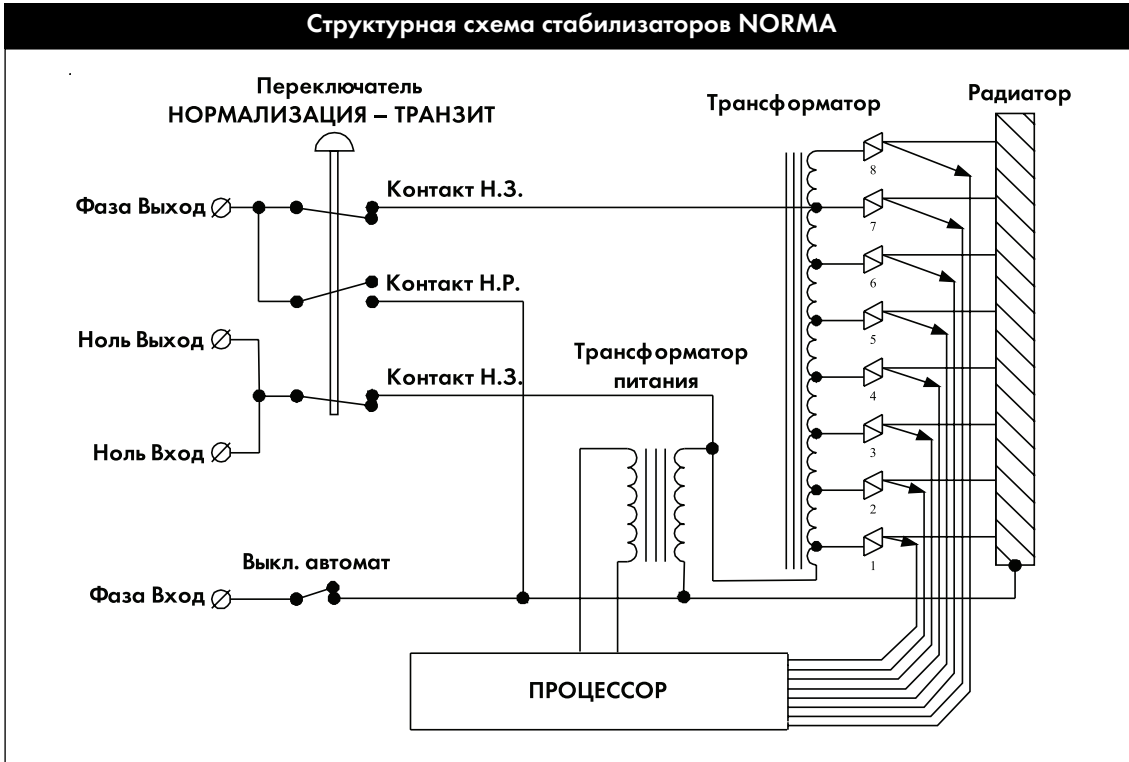 Структурная схема стабилизаторов NORMA
Переключатель
НОРМАЛИЗАЦИЯ – ТРАНЗИТ
Трансформатор
Радиатор
Фаза Выход
Контакт Н.З.
Контакт Н.Р.
Ноль Выход
Контакт Н.З.
Трансформатор
питания
Ноль Вход
Выкл. автомат
Фаза Вход
ПРОЦЕССОР
8
7
6
5
4
3
2
1